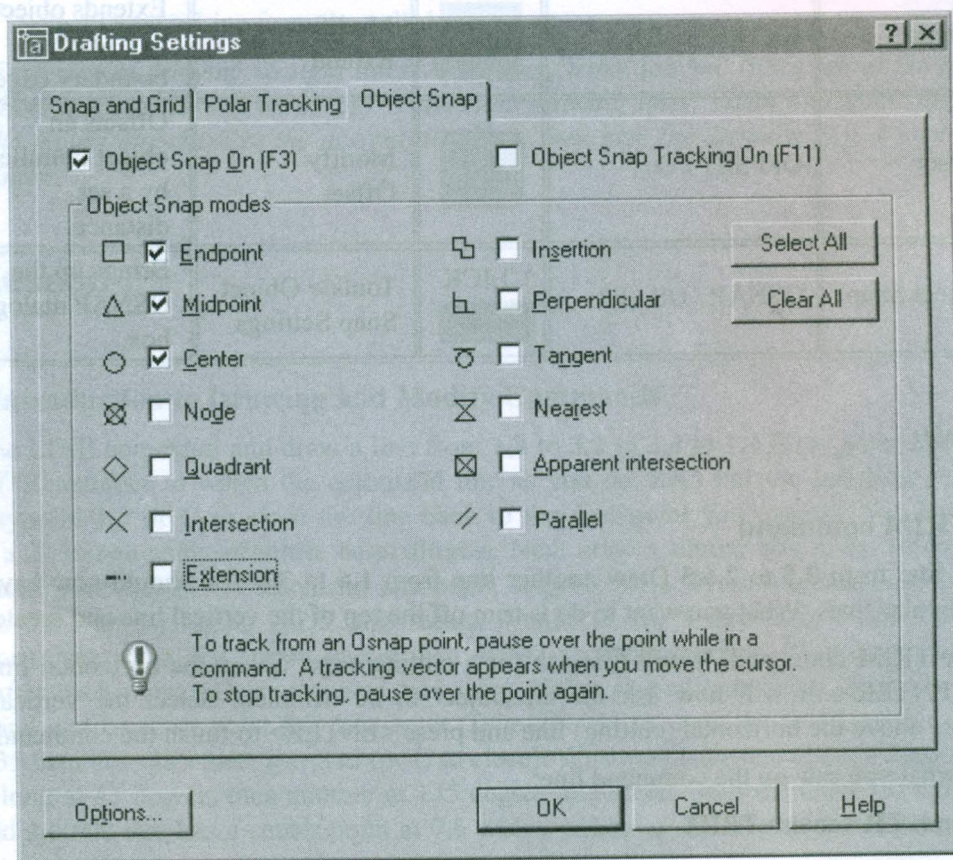 Drafting Settings
Snap and Grid Polar Tracking Object Snap
Object Snap On (F3) Object Snap Tracking On (F11)
Object Snap modes
Endpoint
Midpoint
Center
Node
Quadrant
Intersection
Extension
Insertion
Perpendicular
Tangent
Nearest
Apparent intersection
Parallel
Select All
Clear All
To track from an Osnap point, pause over the point while in a
command. A tracking vector appears when you move the cursor.
To stop tracking, pause over the point again.
Options... OK Cancel Help